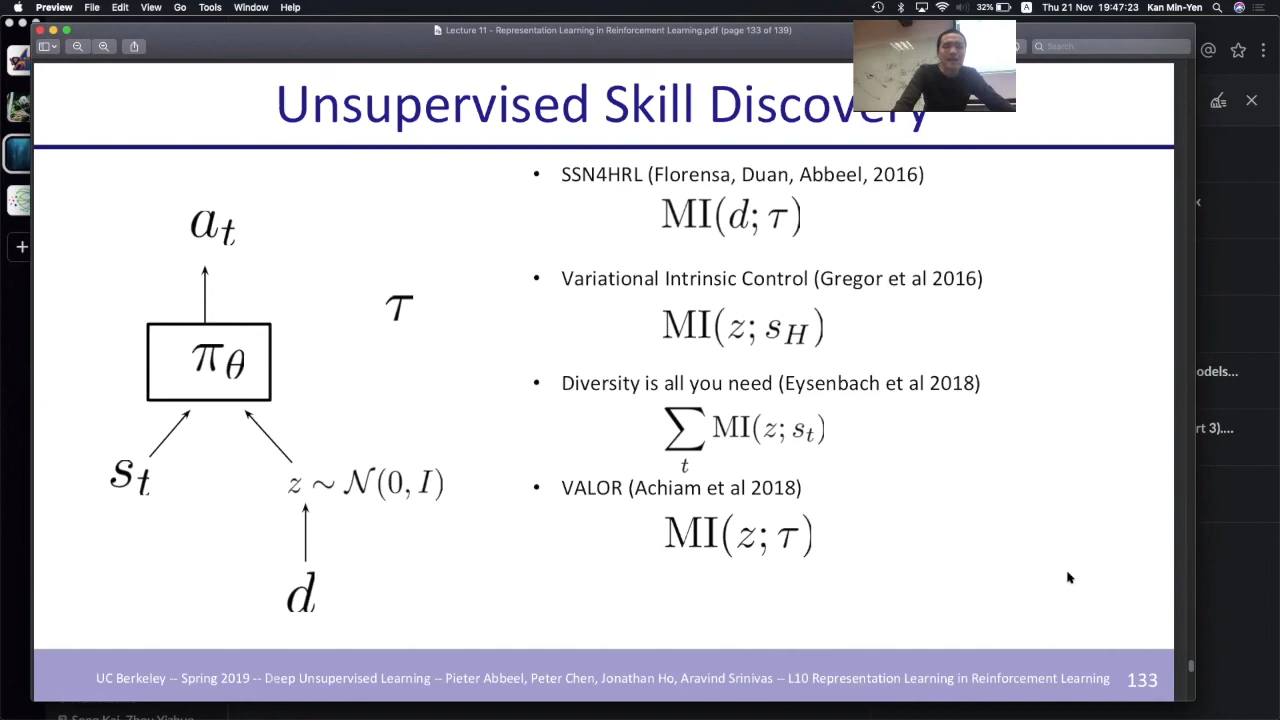 Preview File Edit View Go Tools Window Help
32% Thu 21 Nov 19:47:23 Kan Min-Yen
Lecture 11 - Representation Learning in Reinforcement Learning.pdf (page 133 of 139)
Search
Unsupervised Skill Discovery
• SSN4HRL (Florensa, Duan, Abbeel, 2016)
MI(d; τ)
• Variational Intrinsic Control (Gregor et al 2016)
MI(z; s_H)
• Diversity is all you need (Eysenbach et al 2018)
∑_t MI(z; s_t)
• VALOR (Achiam et al 2018)
MI(z; τ)
a_t
τ
π_θ
s_t
z ∼ N(0, I)
d
odels...
rt 3)....
UC Berkeley -- Spring 2019 -- Deep Unsupervised Learning -- Pieter Abbeel, Peter Chen, Jonathan Ho, Aravind Srinivas -- L10 Representation Learning in Reinforcement Learning 133